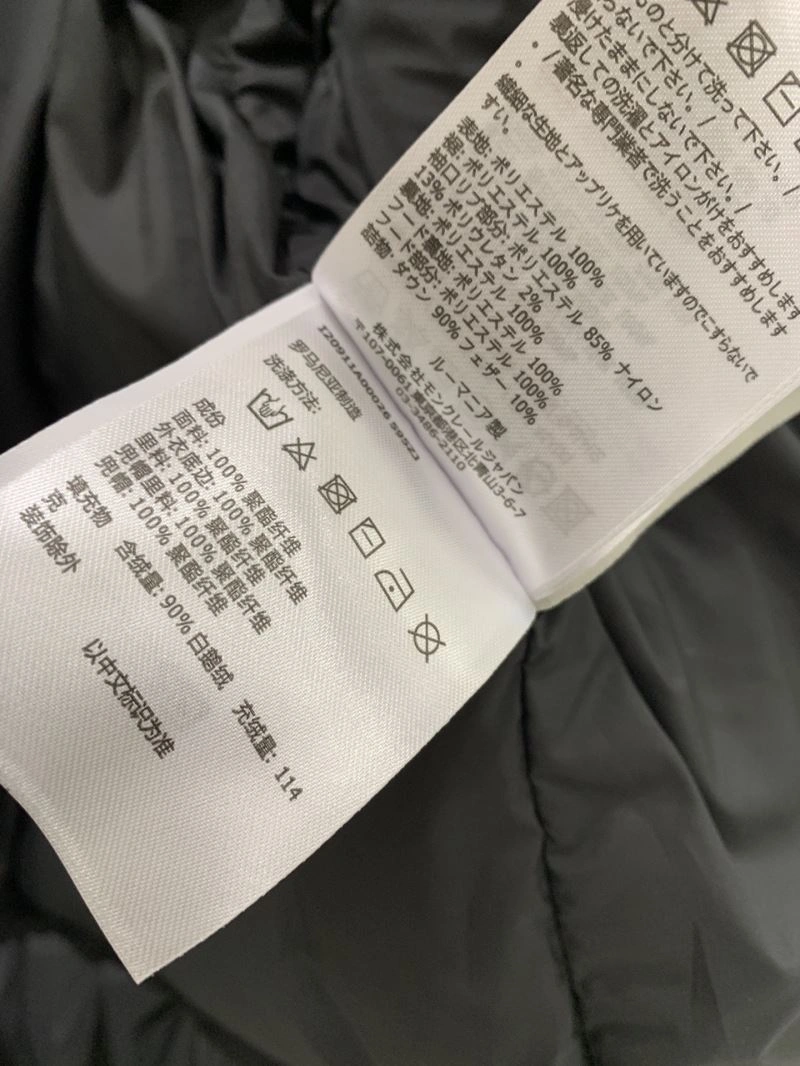 のと分けて洗って下さい。/
ないで下さい。/
けたままにしないで下さい。/
裏返しての洗濯とアイロンがけをおすすめします
。/著名な専門業者で洗うことをおすすめします
。
繊細な生地とアップリケを用いていますのでこすらないで
すい。
表地: ポリエステル 100%
裾: ポリエステル 100%
袖口リブ部分: ポリエステル 85% ナイロン
13% ポリウレタン 2%
裏地: ポリエステル 100%
フード裏地: ポリエステル 100%
フード部分: ポリエステル 100%
詰物 ダウン 90% フェザー 10%
ルーマニア製
株式会社モンクレールジャパン
〒107-0061 東京都港区北青山3-6-7
03-3486-2110
I20911A00026 595ZJ
罗马尼亚制造
洗涤方法:
成份
面料: 100% 聚酯纤维
外衣底边: 100% 聚酯纤维
里料: 100% 聚酯纤维
兜帽里料: 100% 聚酯纤维
兜帽: 100% 聚酯纤维
填充物 含绒量: 90% 白鹅绒 充绒量: 114
克
装饰除外
以中文标识为准